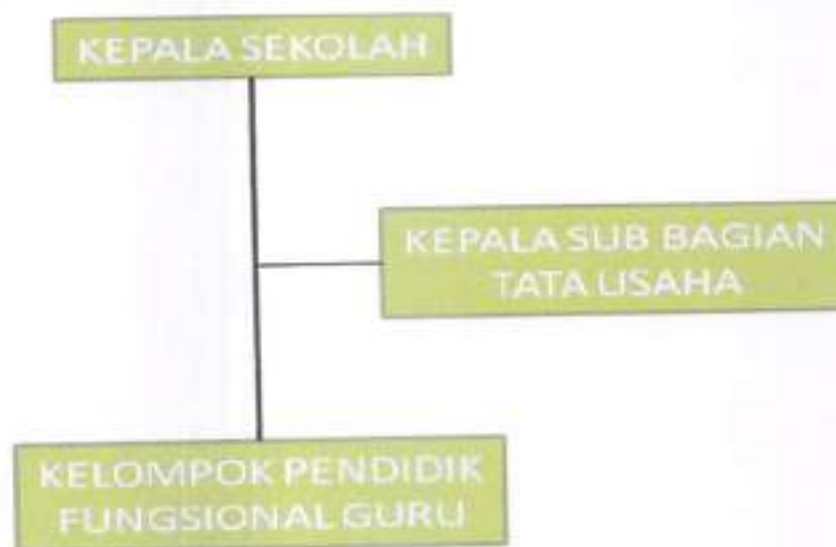 KEPALA SEKOLAH
KEPALA SUB BAGIAN
TATA USAHA
KELOMPOK PENDIDIK
FUNGSIONAL GURU